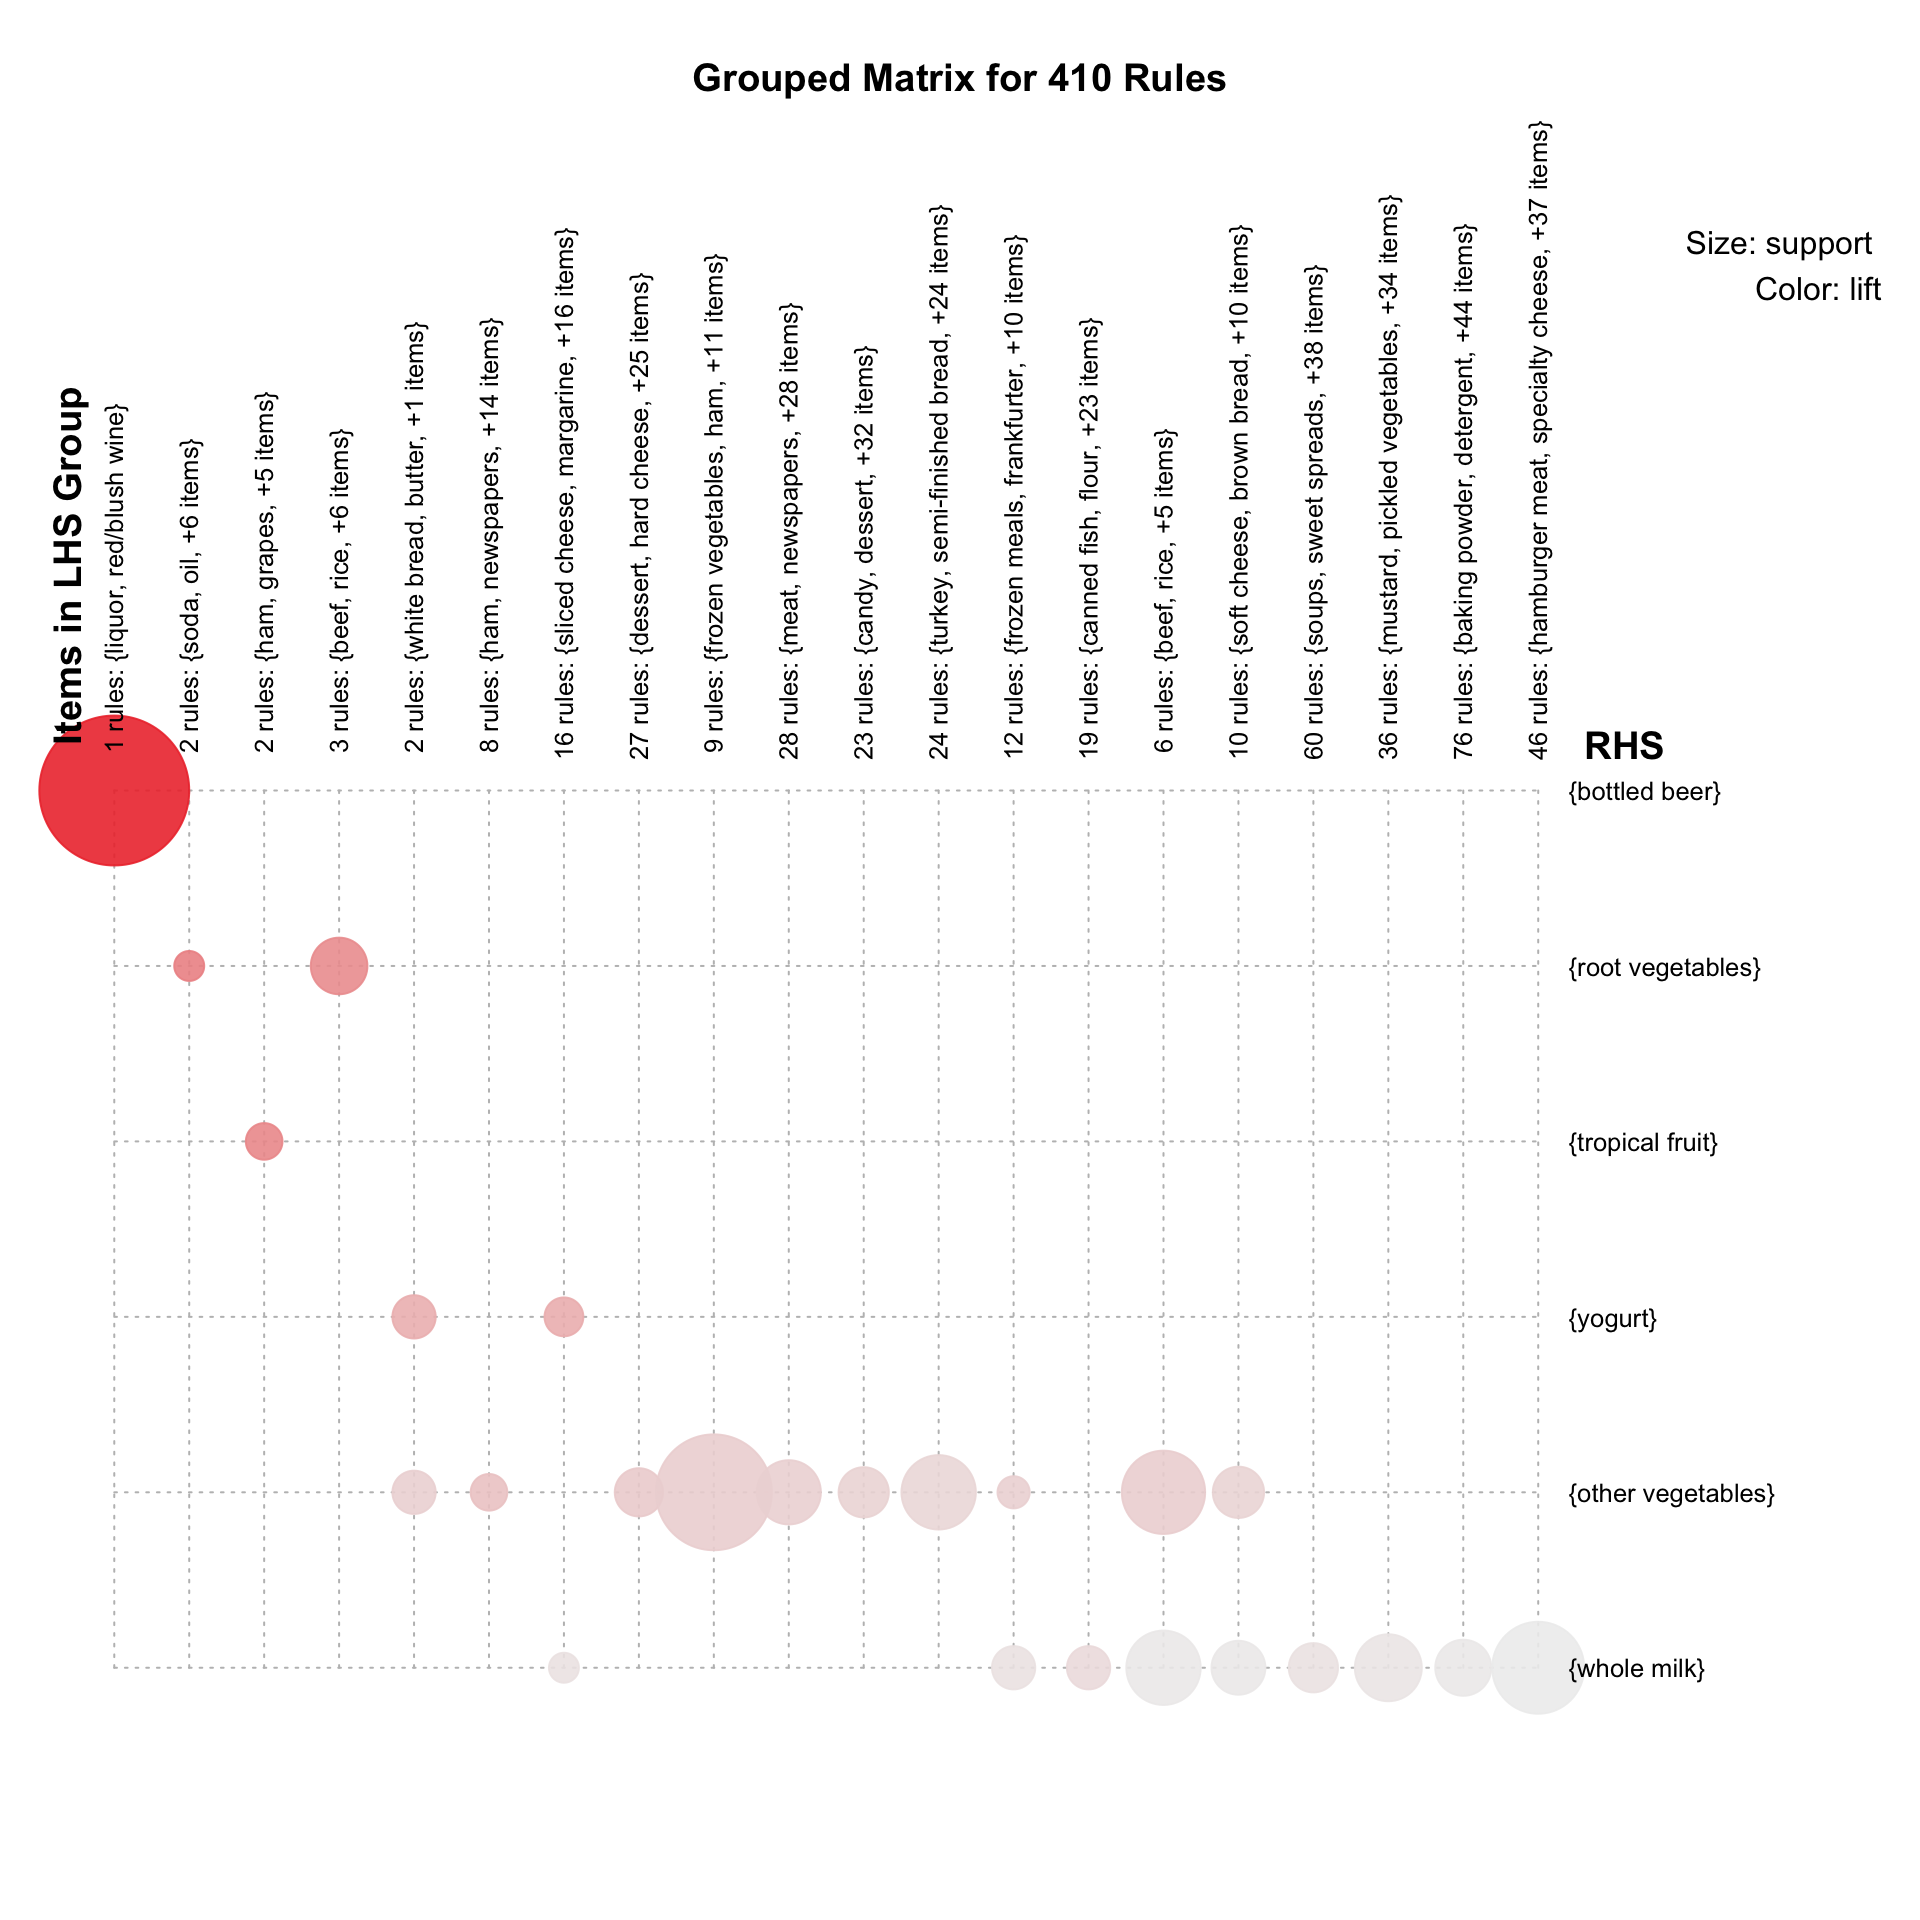 Grouped Matrix for 410 Rules
Size: support
Color: lift
Items in LHS Group
1 rules: {liquor, red/blush wine}
2 rules: {soda, oil, +6 items}
2 rules: {ham, grapes, +5 items}
3 rules: {beef, rice, +6 items}
2 rules: {white bread, butter, +1 items}
8 rules: {ham, newspapers, +14 items}
16 rules: {sliced cheese, margarine, +16 items}
27 rules: {dessert, hard cheese, +25 items}
9 rules: {frozen vegetables, ham, +11 items}
28 rules: {meat, newspapers, +28 items}
23 rules: {candy, dessert, +32 items}
24 rules: {turkey, semi-finished bread, +24 items}
12 rules: {frozen meals, frankfurter, +10 items}
19 rules: {canned fish, flour, +23 items}
6 rules: {beef, rice, +5 items}
10 rules: {soft cheese, brown bread, +10 items}
60 rules: {soups, sweet spreads, +38 items}
36 rules: {mustard, pickled vegetables, +34 items}
76 rules: {baking powder, detergent, +44 items}
46 rules: {hamburger meat, specialty cheese, +37 items}
RHS
{bottled beer}
{root vegetables}
{tropical fruit}
{yogurt}
{other vegetables}
{whole milk}